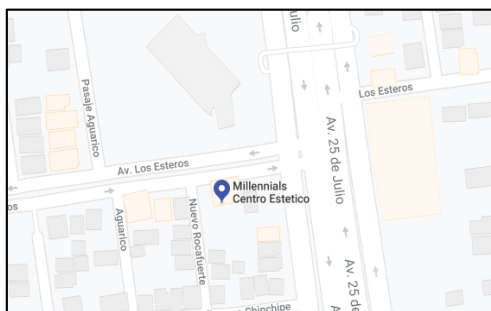 Julio
Los Esteros
Pasaje Aguarico
Av. Los Esteros
Av. 25 de Julio
os
Millennials
Centro Estetico
Aguarico
Nuevo Rocafuerte
Av. 25 de
Chinchipe